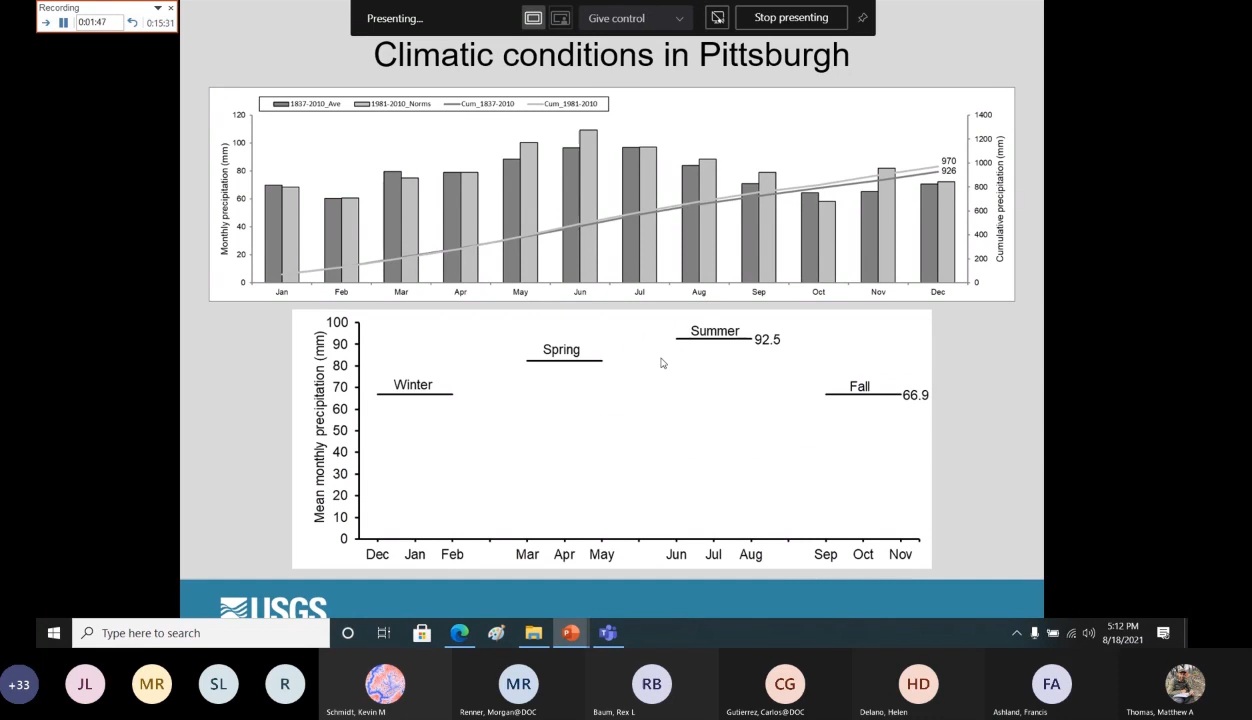 Recording
0:01:47
0:15:31
Presenting...
Give control
Stop presenting
Climatic conditions in Pittsburgh
1837-2010_Ave
1981-2010_Norms
Cum_1837-2010
Cum_1981-2010
Monthly precipitation (mm)
120
100
80
60
40
20
0
1400
1200
1000
800
600
400
200
0
Cumulative precipitation (mm)
970
926
Jan Feb Mar Apr May Jun Jul Aug Sep Oct Nov Dec
Mean monthly precipitation (mm)
100
90
80
70
60
50
40
30
20
10
0
Winter
Spring
Summer
92.5
Fall
66.9
Dec Jan Feb Mar Apr May Jun Jul Aug Sep Oct Nov
USGS
Type here to search
5:12 PM
8/18/2021
+33
JL
MR
SL
R
Schmidt, Kevin M
MR
Renner, Morgan@DOC
RB
Baum, Rex L
CG
Gutierrez, Carlos@DOC
HD
Delano, Helen
FA
Ashland, Francis
Thomas, Matthew A